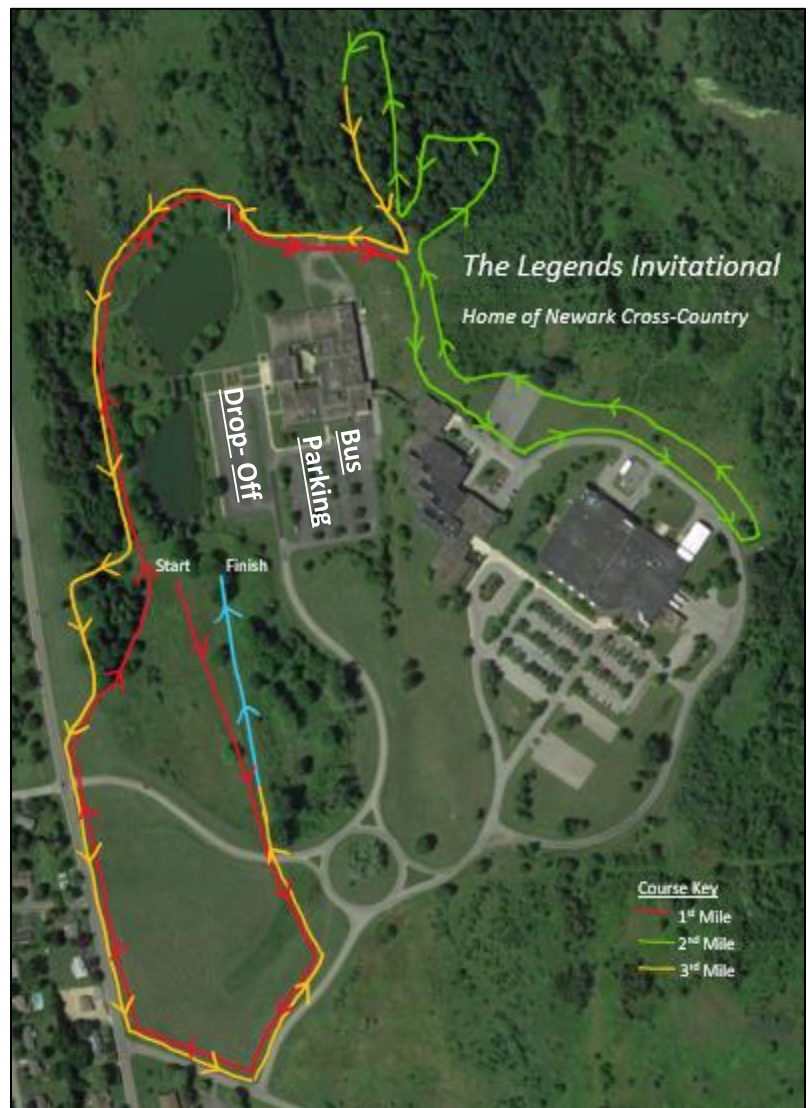 The Legends Invitational
Home of Newark Cross-Country
Drop- Off
Bus
Parking
Start
Finish
Course Key
1st Mile
2nd Mile
3rd Mile